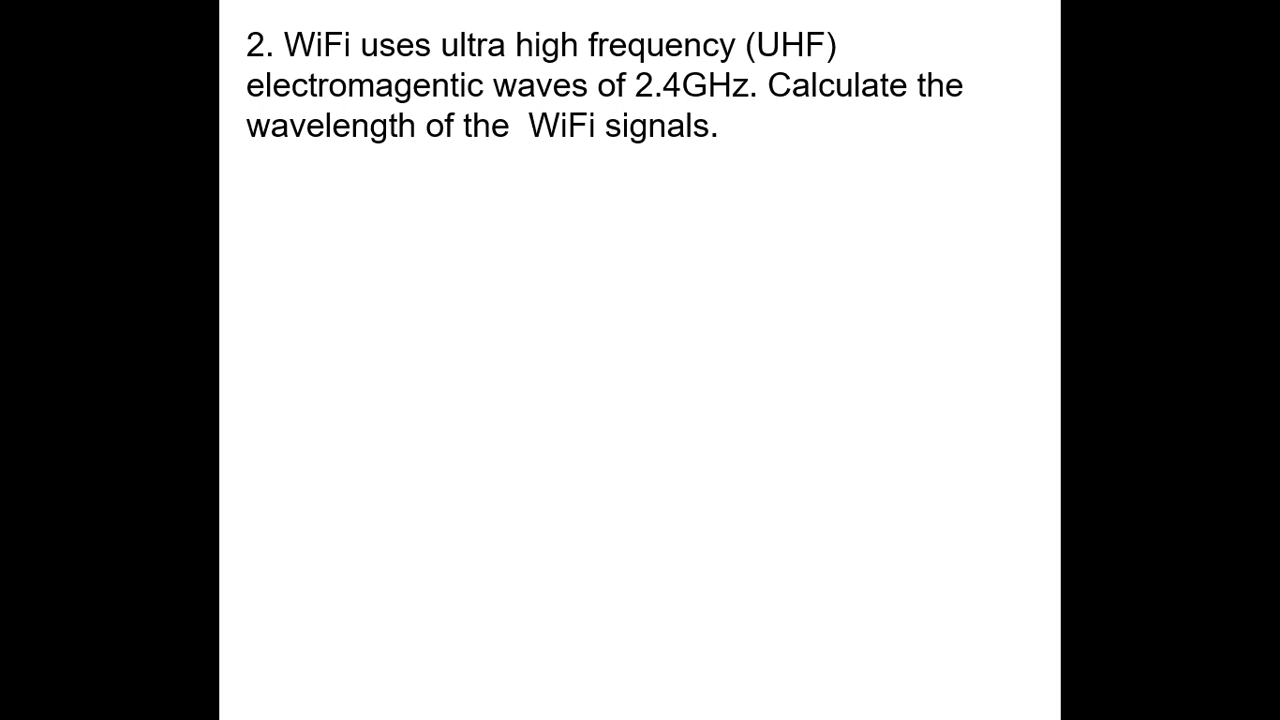 2. WiFi uses ultra high frequency (UHF)
electromagentic waves of 2.4GHz. Calculate the
wavelength of the  WiFi signals.